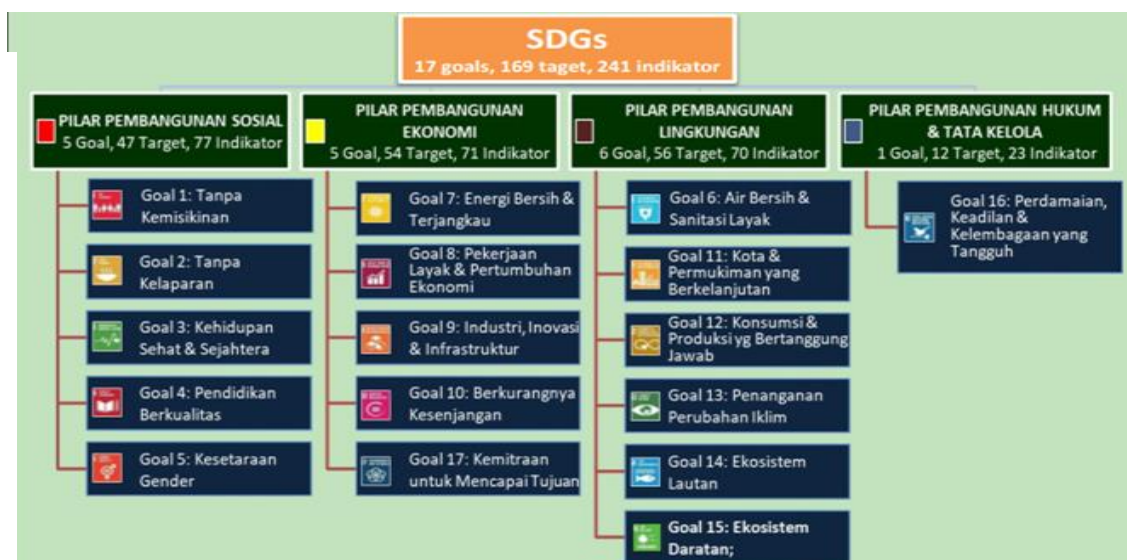 SDGs
17 goals, 169 taget, 241 indikator
PILAR PEMBANGUNAN SOSIAL
5 Goal, 47 Target, 77 Indikator
Goal 1: Tanpa
Kemisikinan
Goal 2: Tanpa
Kelaparan
Goal 3: Kehidupan
Sehat & Sejahtera
Goal 4: Pendidikan
Berkualitas
Goal 5: Kesetaraan
Gender
PILAR PEMBANGUNAN
EKONOMI
5 Goal, 54 Target, 71 Indikator
Goal 7: Energi Bersih &
Terjangkau
Goal 8: Pekerjaan
Layak & Pertumbuhan
Ekonomi
Goal 9: Industri, Inovasi
& Infrastruktur
Goal 10: Berkurangnya
Kesenjangan
Goal 17: Kemitraan
untuk Mencapai Tujuan
PILAR PEMBANGUNAN
LINGKUNGAN
6 Goal, 56 Target, 70 Indikator
Goal 6: Air Bersih &
Sanitasi Layak
Goal 11: Kota &
Permukiman yang
Berkelanjutan
Goal 12: Konsumsi &
Produksi yg Bertanggung
Jawab
Goal 13: Penanganan
Perubahan Iklim
Goal 14: Ekosistem
Lautan
Goal 15: Ekosistem
Daratan;
PILAR PEMBANGUNAN HUKUM
& TATA KELOLA
1 Goal, 12 Target, 23 Indikator
Goal 16: Perdamaian,
Keadilan &
Kelembagaan yang
Tangguh